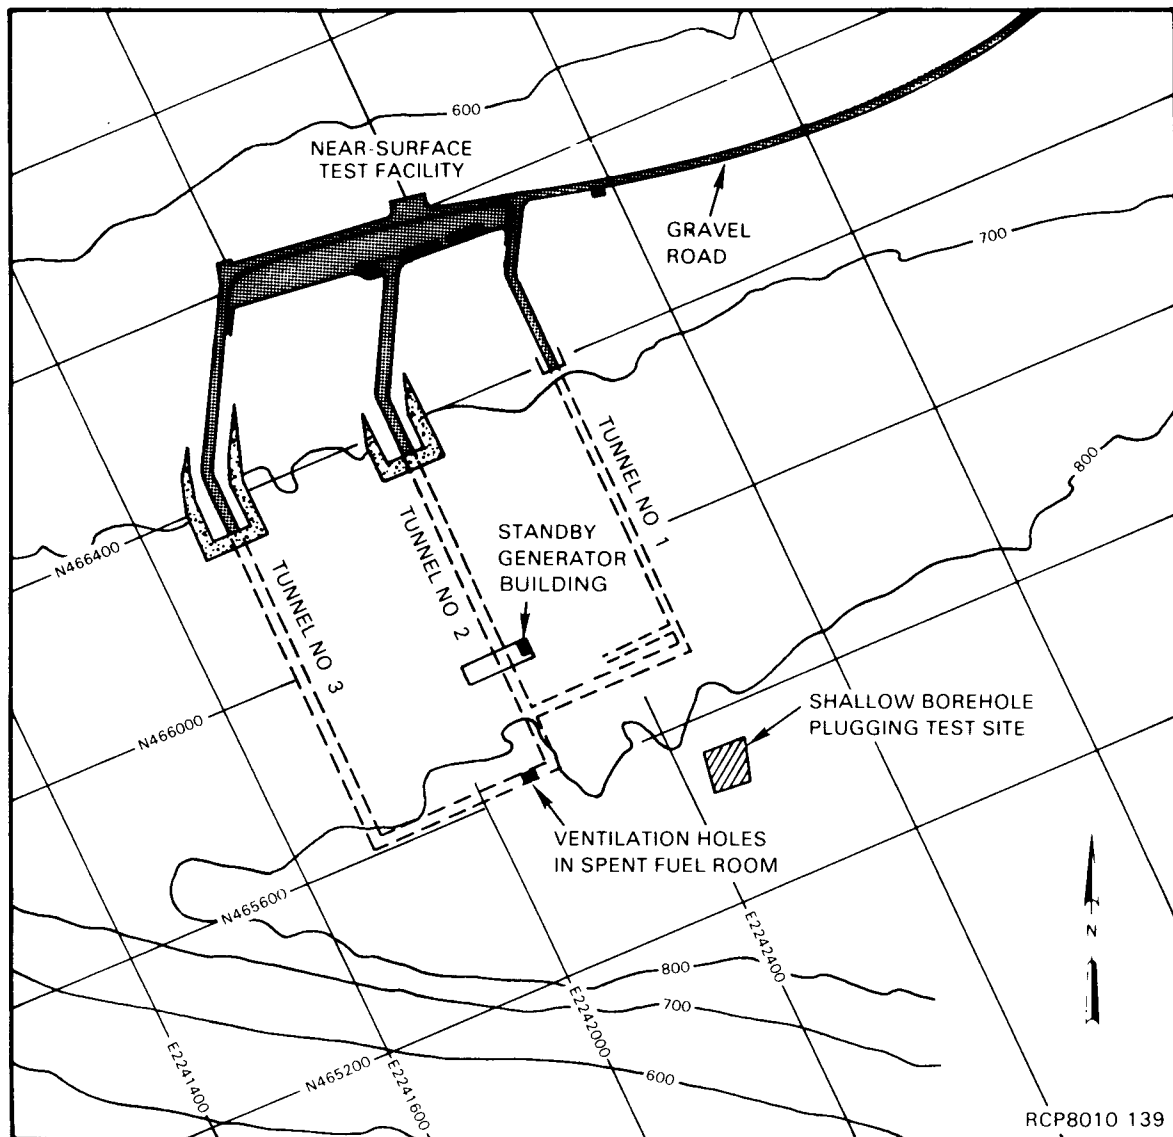 600
NEAR-SURFACE
TEST FACILITY
GRAVEL
ROAD
700
800
TUNNEL NO 1
TUNNEL NO 2
TUNNEL NO 3
STANDBY
GENERATOR
BUILDING
N466400
N466000
SHALLOW BOREHOLE
PLUGGING TEST SITE
VENTILATION HOLES
IN SPENT FUEL ROOM
N465600
E2242400
N
800
700
600
E2242000
N465200
E2241400
E2241600
RCP8010 139